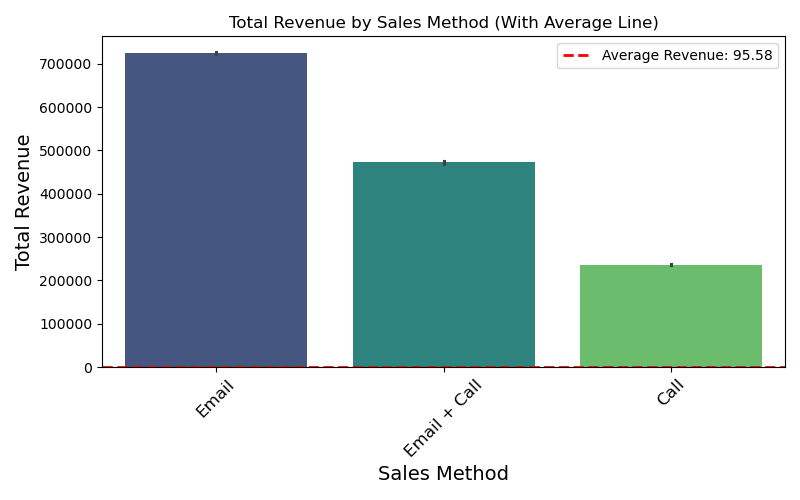 Total Revenue by Sales Method (With Average Line)
Average Revenue: 95.58
Total Revenue
700000
600000
500000
400000
300000
200000
100000
0
Email
Email + Call
Call
Sales Method